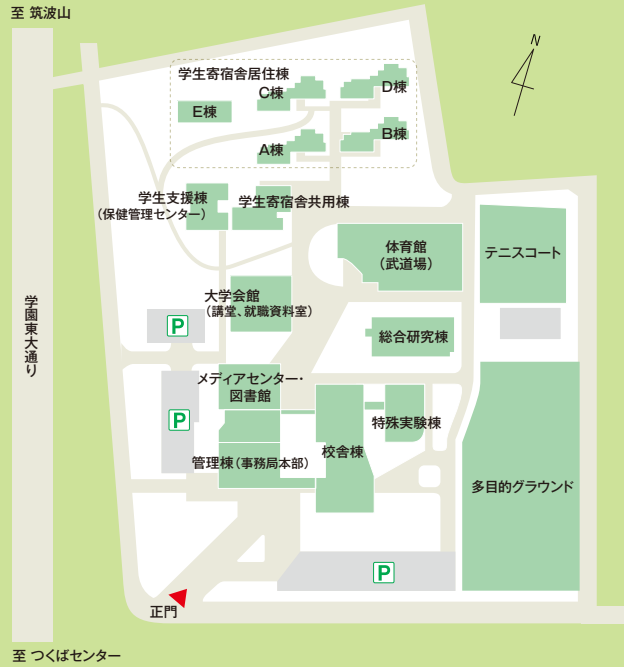 至 筑波山
N
学生寄宿舎居住棟
C棟
D棟
E棟
A棟
B棟
学生支援棟
（保健管理センター）
学生寄宿舎共用棟
体育館
（武道場）
テニスコート
大学会館
（講堂、就職資料室）
P
総合研究棟
学園東大通り
メディアセンター・
図書館
P
特殊実験棟
校舎棟
管理棟（事務局本部）
多目的グラウンド
P
正門
至 つくばセンター